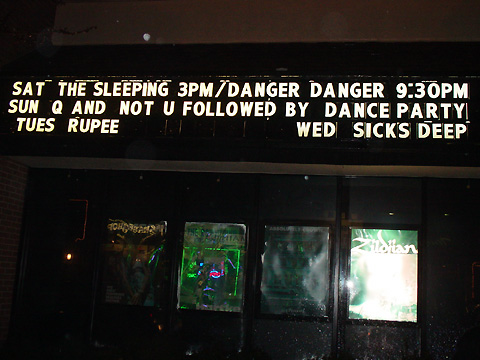 SAT THE SLEEPING 3PM/DANGER DANGER 9:30PM
SUN Q AND NOT U FOLLOWED BY DANCE PARTY
TUES RUPEE WED SICKS DEEP
Zildjian